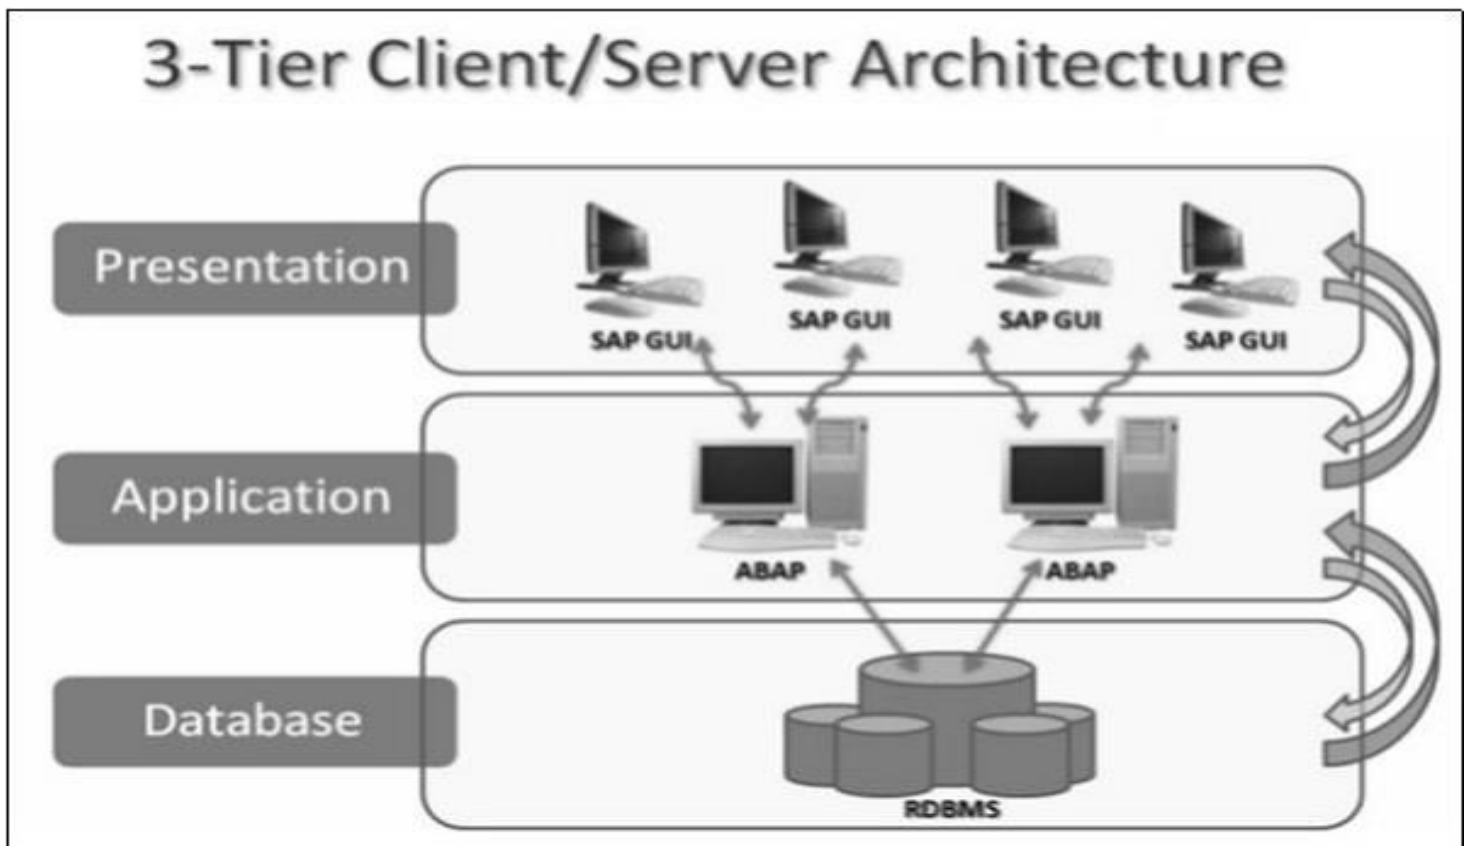 3-Tier Client/Server Architecture
Presentation
SAP GUI
SAP GUI
SAP GUI
SAP GUI
Application
ABAP
ABAP
Database
RDBMS